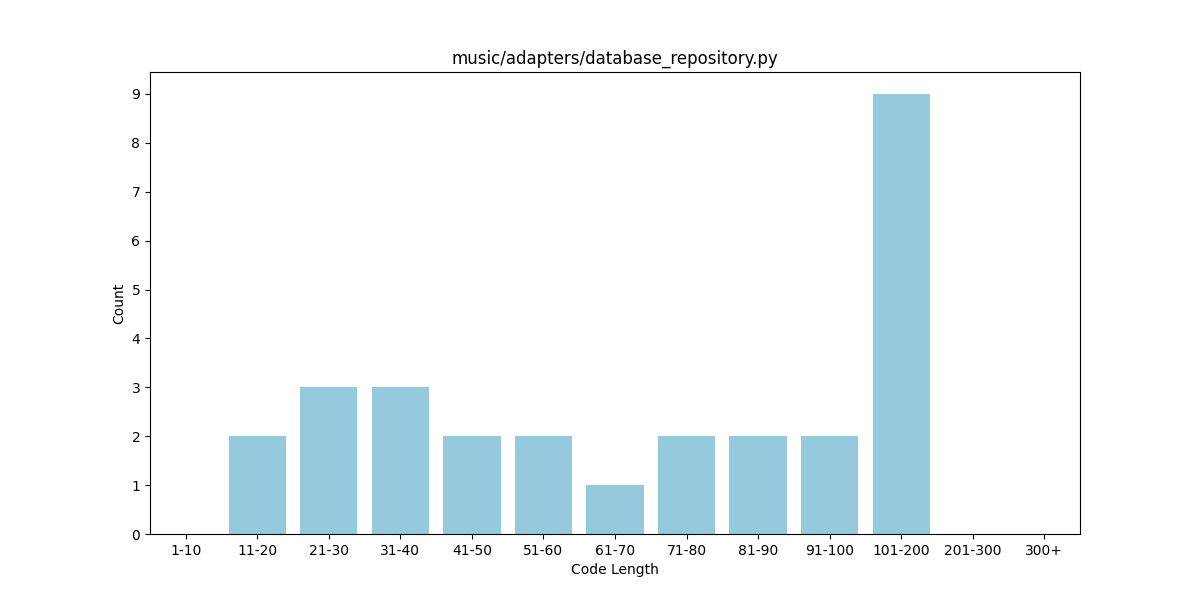 music/adapters/database_repository.py
Count
9
8
7
6
5
4
3
2
1
0
1-10 11-20 21-30 31-40 41-50 51-60 61-70 71-80 81-90 91-100 101-200 201-300 300+
Code Length